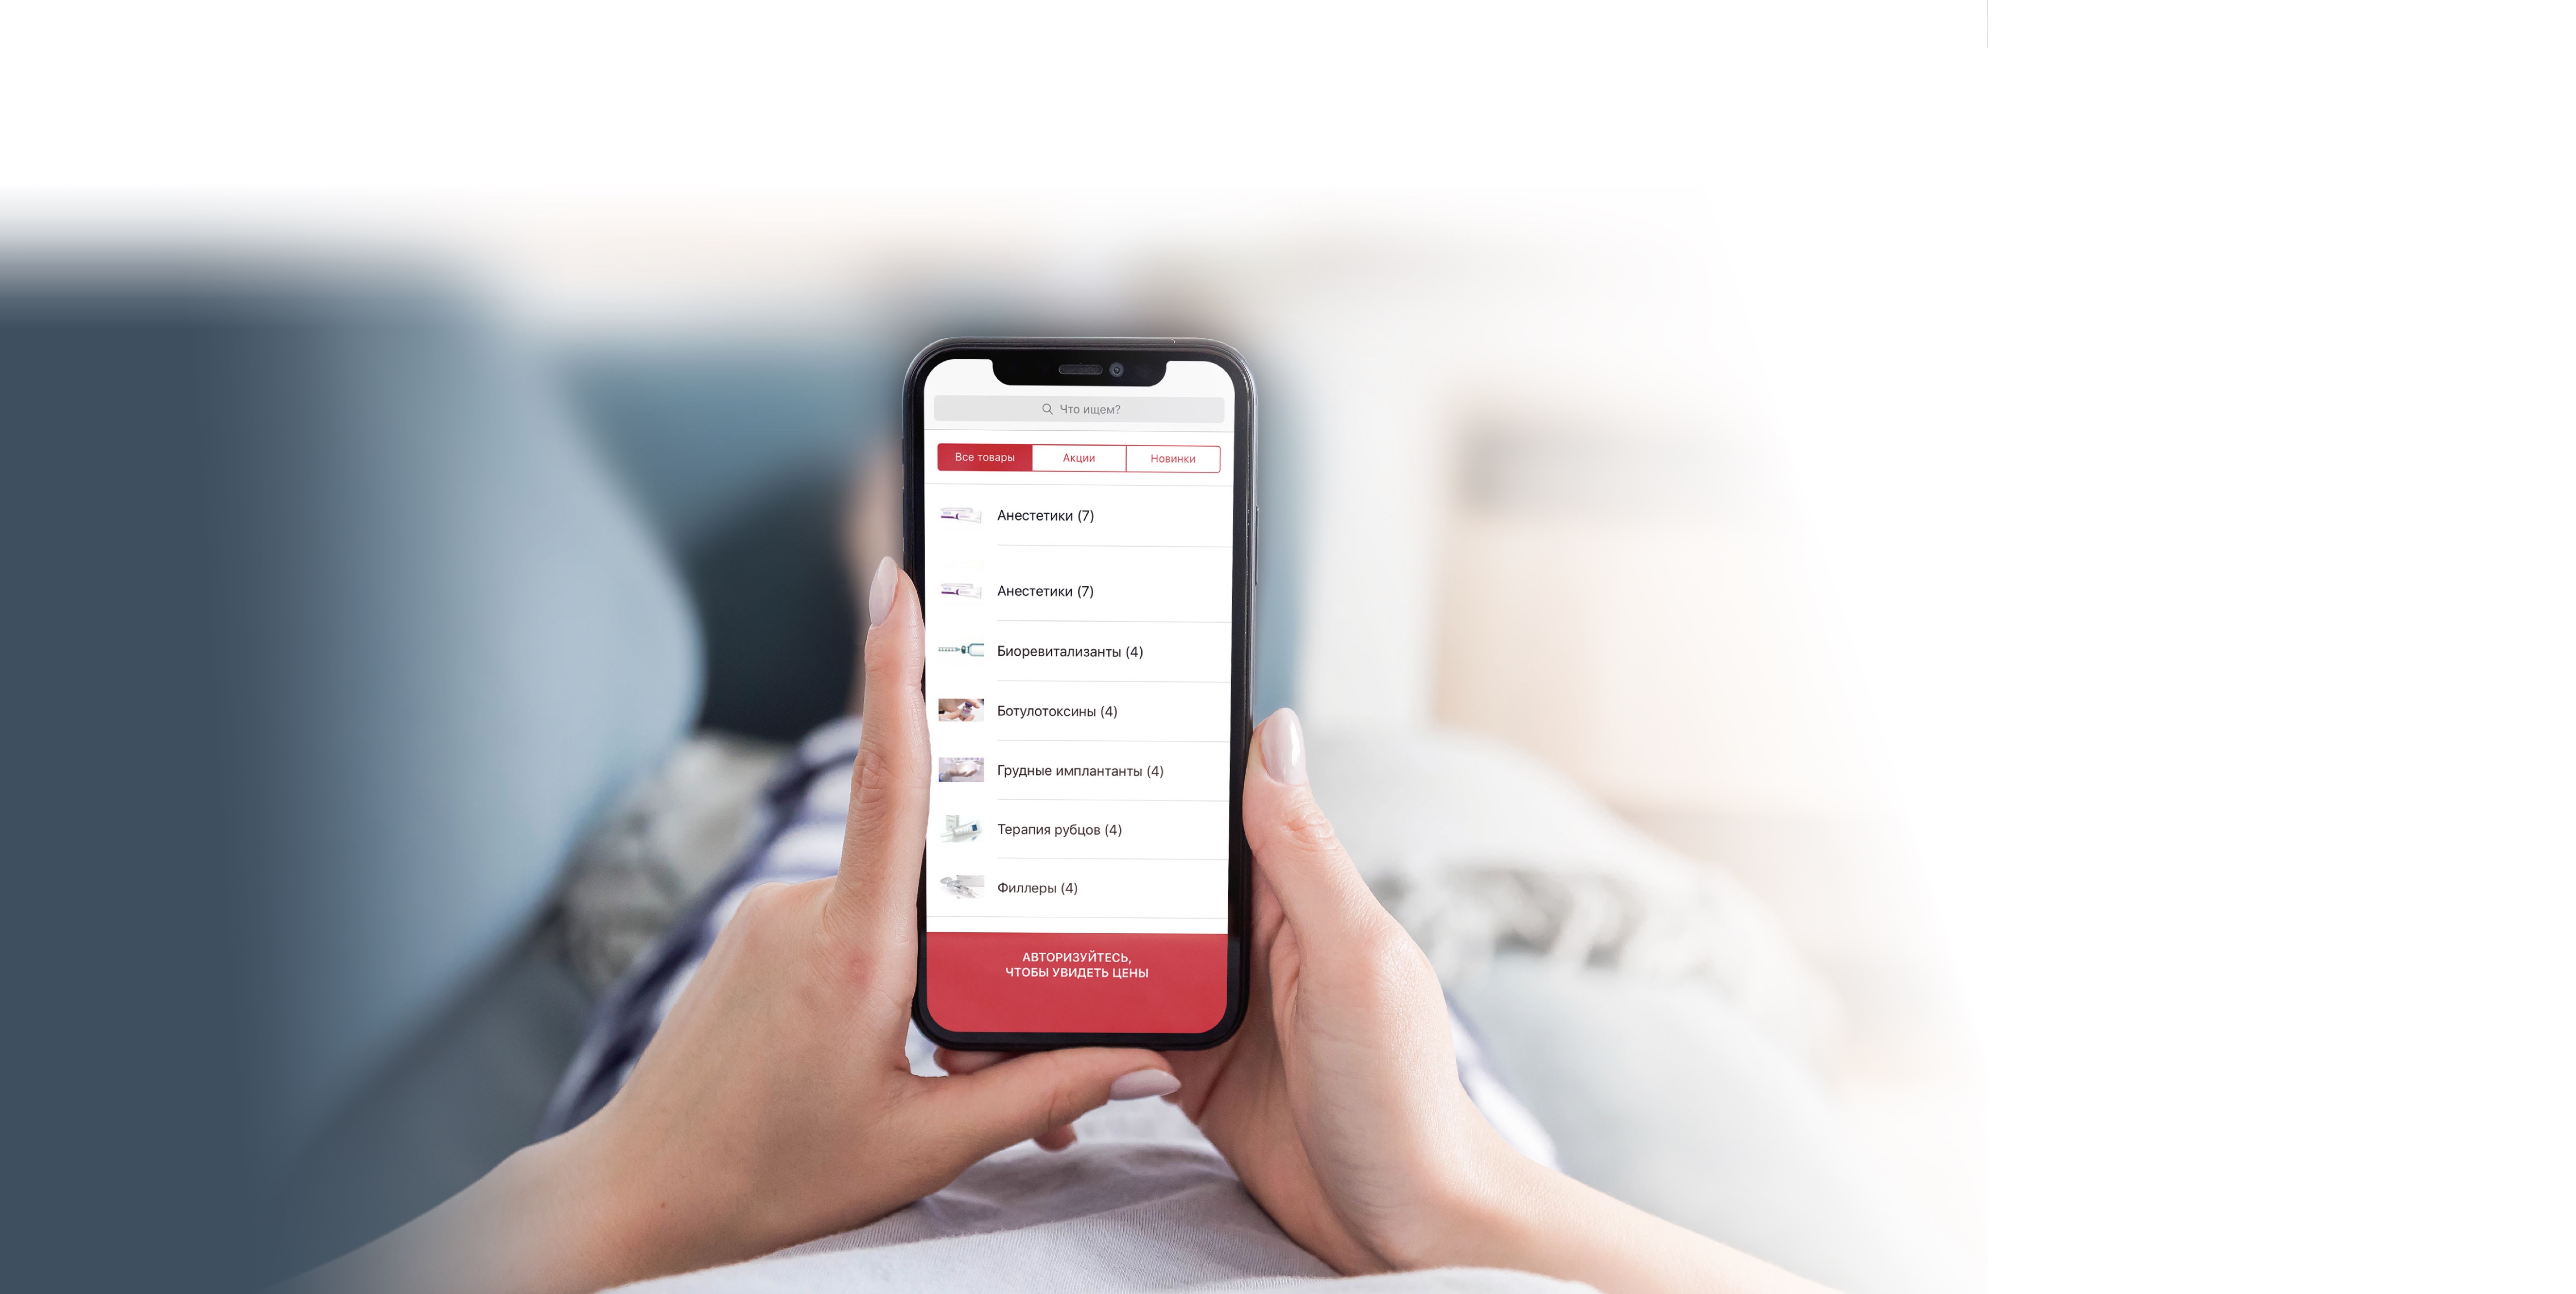 Что ищем?
Все товары
Акции
Новинки
Анестетики (7)
Анестетики (7)
Биоревитализанты (4)
Ботулотоксины (4)
Грудные имплантанты (4)
Терапия рубцов (4)
Филлеры (4)
АВТОРИЗУЙТЕСЬ,
ЧТОБЫ УВИДЕТЬ ЦЕНЫ